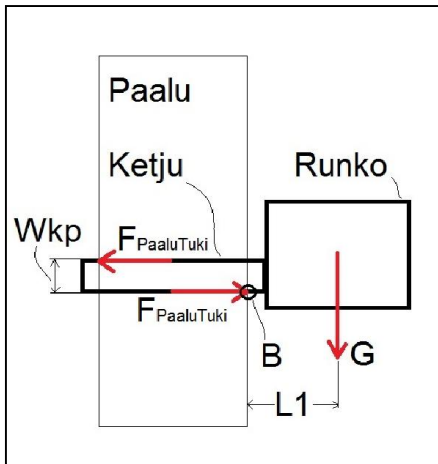 Paalu
Ketju
Runko
Wkp
FPaaluTuki
FPaaluTuki
B
G
L1